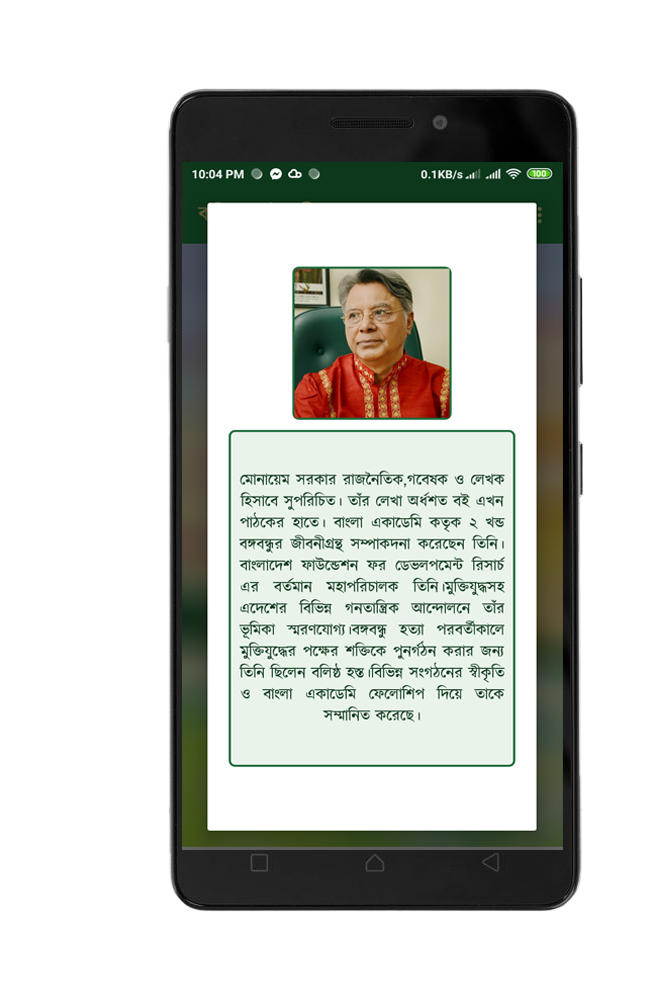 10:04 PM
0.1KB/s
100
মোনায়েম সরকার রাজনৈতিক,গবেষক ও লেখক
হিসাবে সুপরিচিত। তাঁর লেখা অর্ধশত বই এখন
পাঠকের হাতে। বাংলা একাডেমি কতৃক ২ খন্ড
বঙ্গবন্ধুর জীবনীগ্রন্থ সম্পাকদনা করেছেন তিনি।
বাংলাদেশ ফাউন্ডেশন ফর ডেভলপমেন্ট রিসার্চ
এর বর্তমান মহাপরিচালক তিনি।মুক্তিযুদ্ধসহ
এদেশের বিভিন্ন গনতান্ত্রিক আন্দোলনে তাঁর
ভূমিকা স্মরণযোগ্য।বঙ্গবন্ধু হত্যা পরবর্তীকালে
মুক্তিযুদ্ধের পক্ষের শক্তিকে পুনর্গঠন করার জন্য
তিনি ছিলেন বলিষ্ঠ হস্ত।বিভিন্ন সংগঠনের স্বীকৃতি
ও বাংলা একাডেমি ফেলোশিপ দিয়ে তাকে
সম্মানিত করেছে।